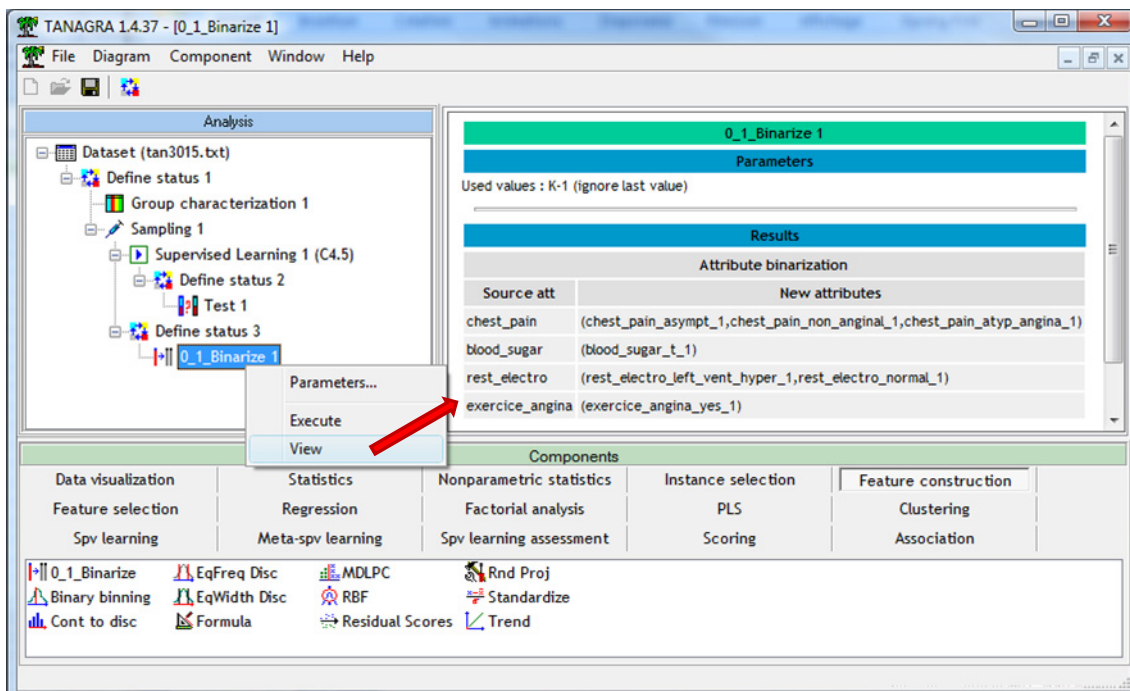 TANAGRA 1.4.37 - [0_1_Binarize 1]
File Diagram Component Window Help
Analysis
Dataset (tan3015.txt)
Define status 1
Group characterization 1
Sampling 1
Supervised Learning 1 (C4.5)
Define status 2
Test 1
Define status 3
0_1_Binarize 1
Parameters...
Execute
View
0_1_Binarize 1
Parameters
Used values : K-1 (ignore last value)
Results
Attribute binarization
Source att New attributes
chest_pain (chest_pain_asympt_1,chest_pain_non_anginal_1,chest_pain_atyp_angina_1)
blood_sugar (blood_sugar_t_1)
rest_electro (rest_electro_left_vent_hyper_1,rest_electro_normal_1)
exercice_angina (exercice_angina_yes_1)
Components
Data visualization Statistics Nonparametric statistics Instance selection Feature construction
Feature selection Regression Factorial analysis PLS Clustering
Spv learning Meta-spv learning Spv learning assessment Scoring Association
0_1_Binarize EqFreq Disc MDLPC Rnd Proj
Binary binning EqWidth Disc RBF Standardize
Cont to disc Formula Residual Scores Trend